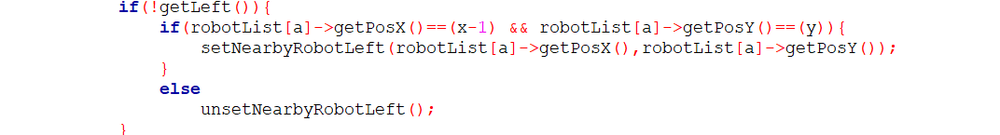 if(!getLeft()){
if(robotList[a]->getPosX()==(x-1) && robotList[a]->getPosY()==(y)){
setNearbyRobotLeft(robotList[a]->getPosX(),robotList[a]->getPosY());
}
else
unsetNearbyRobotLeft();
}